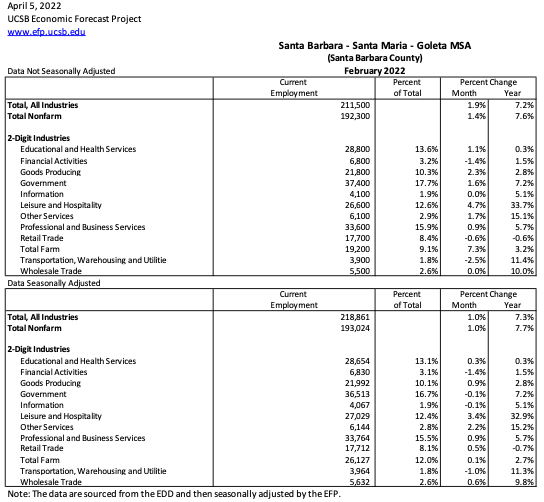 April 5, 2022
UCSB Economic Forecast Project
www.efp.ucsb.edu
Santa Barbara - Santa Maria - Goleta MSA
(Santa Barbara County)
Data Not Seasonally Adjusted February 2022
Current Percent Percent Change
Employment of Total Month Year
Total, All Industries 211,500 1.9% 7.2%
Total Nonfarm 192,300 1.4% 7.6%
2-Digit Industries
Educational and Health Services 28,800 13.6% 1.1% 0.3%
Financial Activities 6,800 3.2% -1.4% 1.5%
Goods Producing 21,800 10.3% 2.3% 2.8%
Government 37,400 17.7% 1.6% 7.2%
Information 4,100 1.9% 0.0% 5.1%
Leisure and Hospitality 26,600 12.6% 4.7% 33.7%
Other Services 6,100 2.9% 1.7% 15.1%
Professional and Business Services 33,600 15.9% 0.9% 5.7%
Retail Trade 17,700 8.4% -0.6% -0.6%
Total Farm 19,200 9.1% 7.3% 3.2%
Transportation, Warehousing and Utilitie 3,900 1.8% -2.5% 11.4%
Wholesale Trade 5,500 2.6% 0.0% 10.0%
Data Seasonally Adjusted
Current Percent Percent Change
Employment of Total Month Year
Total, All Industries 218,861 1.0% 7.3%
Total Nonfarm 193,024 1.0% 7.7%
2-Digit Industries
Educational and Health Services 28,654 13.1% 0.3% 0.3%
Financial Activities 6,830 3.1% -1.4% 1.5%
Goods Producing 21,992 10.1% 0.9% 2.8%
Government 36,513 16.7% -0.1% 7.2%
Information 4,067 1.9% -0.1% 5.1%
Leisure and Hospitality 27,029 12.4% 3.4% 32.9%
Other Services 6,144 2.8% 2.2% 15.2%
Professional and Business Services 33,764 15.5% 0.9% 5.7%
Retail Trade 17,712 8.1% 0.5% -0.7%
Total Farm 26,127 12.0% 0.1% 2.7%
Transportation, Warehousing and Utilitie 3,964 1.8% -1.0% 11.3%
Wholesale Trade 5,632 2.6% 0.6% 9.8%
Note: The data are sourced from the EDD and then seasonally adjusted by the EFP.